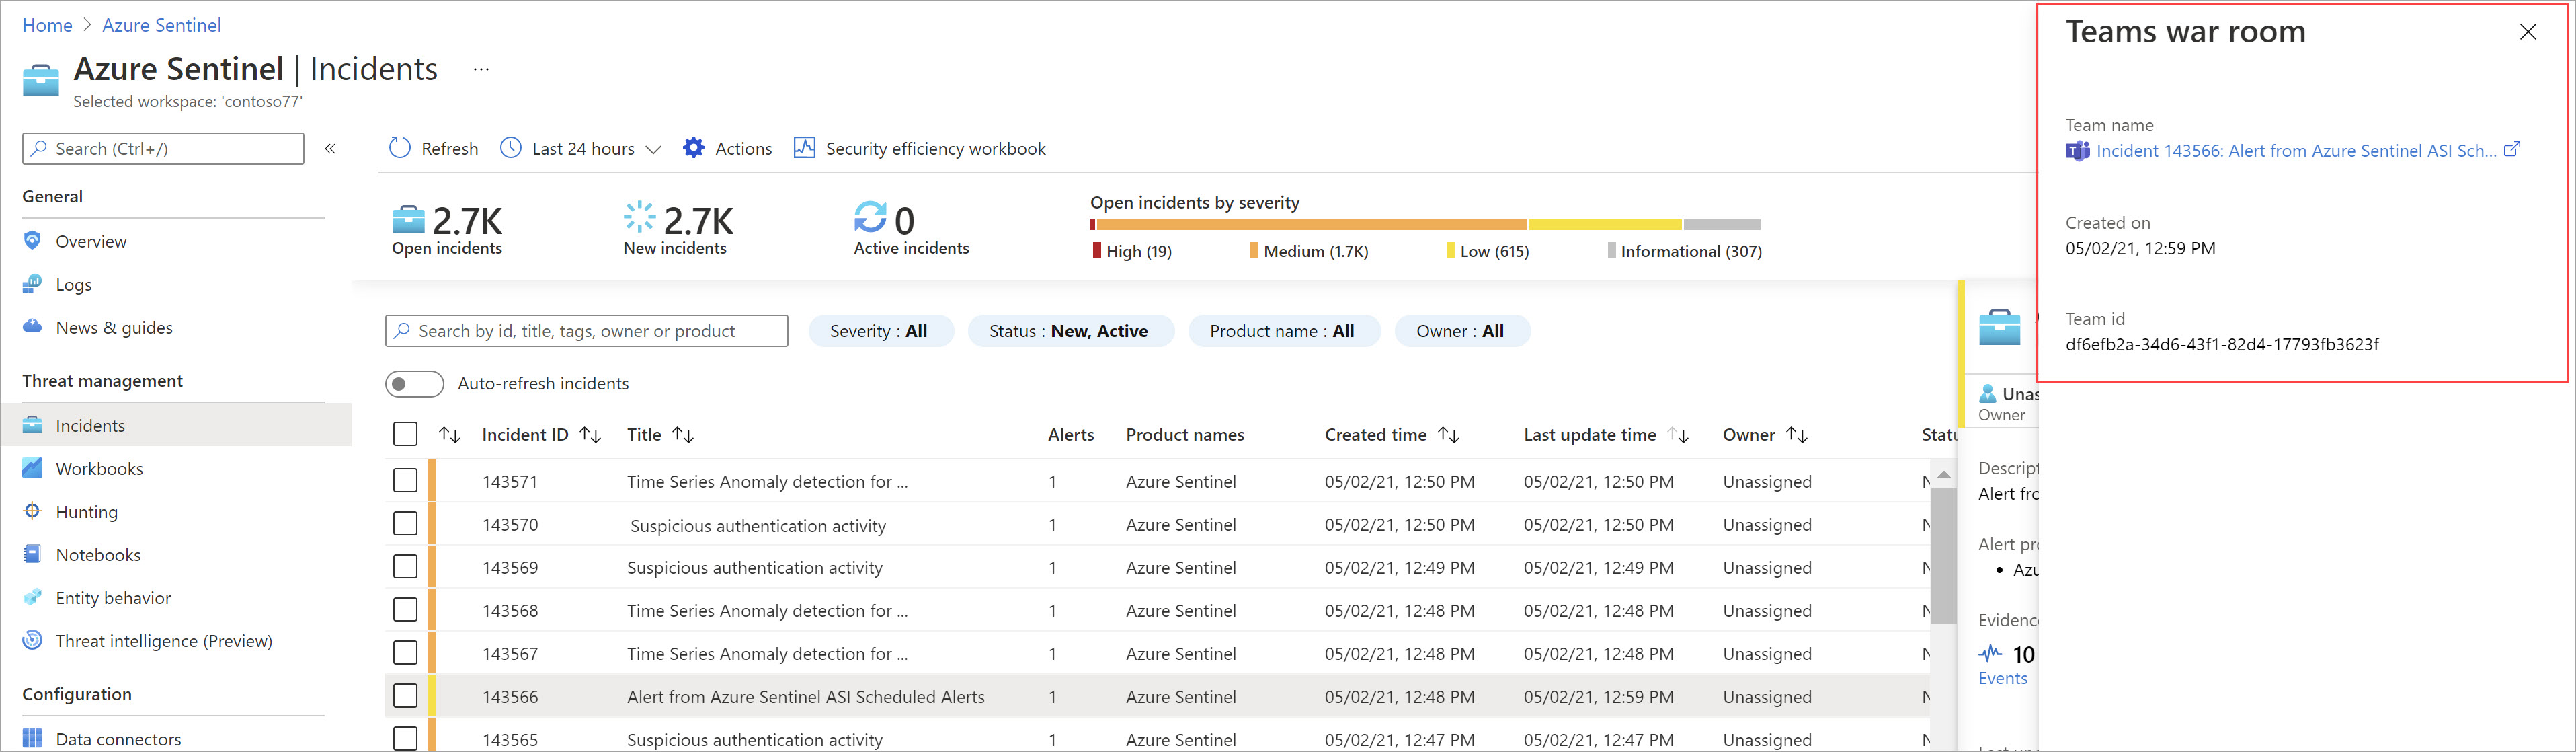 Home > Azure Sentinel
Azure Sentinel | Incidents ...
Selected workspace: 'contoso77'
Search (Ctrl+/)
«
General
Overview
Logs
News & guides
Threat management
Incidents
Workbooks
Hunting
Notebooks
Entity behavior
Threat intelligence (Preview)
Configuration
Data connectors
Refresh Last 24 hours Actions Security efficiency workbook
2.7K
Open incidents
2.7K
New incidents
0
Active incidents
Open incidents by severity
High (19) Medium (1.7K) Low (615) Informational (307)
Search by id, title, tags, owner or product
Severity : All Status : New, Active Product name : All Owner : All
Auto-refresh incidents
Incident ID Title Alerts Product names Created time Last update time Owner Statu
143571 Time Series Anomaly detection for ... 1 Azure Sentinel 05/02/21, 12:50 PM 05/02/21, 12:50 PM Unassigned N
143570 Suspicious authentication activity 1 Azure Sentinel 05/02/21, 12:50 PM 05/02/21, 12:50 PM Unassigned N
143569 Suspicious authentication activity 1 Azure Sentinel 05/02/21, 12:49 PM 05/02/21, 12:49 PM Unassigned N
143568 Time Series Anomaly detection for ... 1 Azure Sentinel 05/02/21, 12:48 PM 05/02/21, 12:48 PM Unassigned N
143567 Time Series Anomaly detection for ... 1 Azure Sentinel 05/02/21, 12:48 PM 05/02/21, 12:48 PM Unassigned N
143566 Alert from Azure Sentinel ASI Scheduled Alerts 1 Azure Sentinel 05/02/21, 12:48 PM 05/02/21, 12:59 PM Unassigned N
143565 Suspicious authentication activity 1 Azure Sentinel 05/02/21, 12:47 PM 05/02/21, 12:47 PM Unassigned N
Unas
Owner
Descript
Alert fro
Alert pro
• Azu
Evidence
10
Events
Teams war room
Team name
Incident 143566: Alert from Azure Sentinel ASI Sch...
Created on
05/02/21, 12:59 PM
Team id
df6efb2a-34d6-43f1-82d4-17793fb3623f